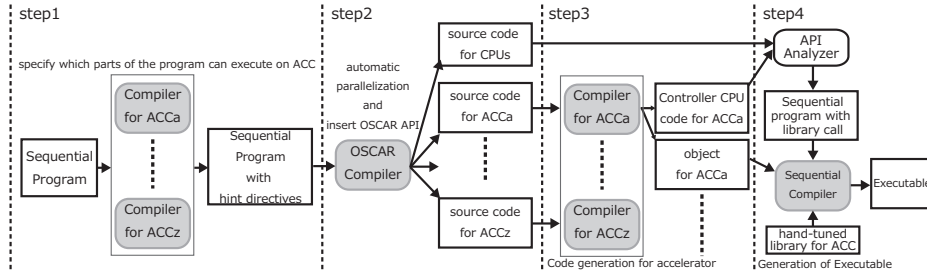 step1
specify which parts of the program can execute on ACC
Sequential
Program
Compiler
for ACCa
Compiler
for ACCz
Sequential
Program
with
hint directives
step2
automatic
parallelization
and
insert OSCAR API
OSCAR
Compiler
source code
for CPUs
source code
for ACCa
source code
for ACCz
step3
Compiler
for ACCa
Compiler
for ACCz
Controller CPU
code for ACCa
object
for ACCa
Code generation for accelerator
step4
API
Analyzer
Sequential
program with
library call
Sequential
Compiler
Executable
hand-tuned
library for ACC
Generation of Executable